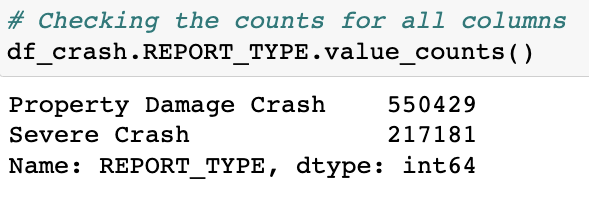 # Checking the counts for all columns
df_crash.REPORT_TYPE.value_counts()
Property Damage Crash    550429
Severe Crash             217181
Name: REPORT_TYPE, dtype: int64